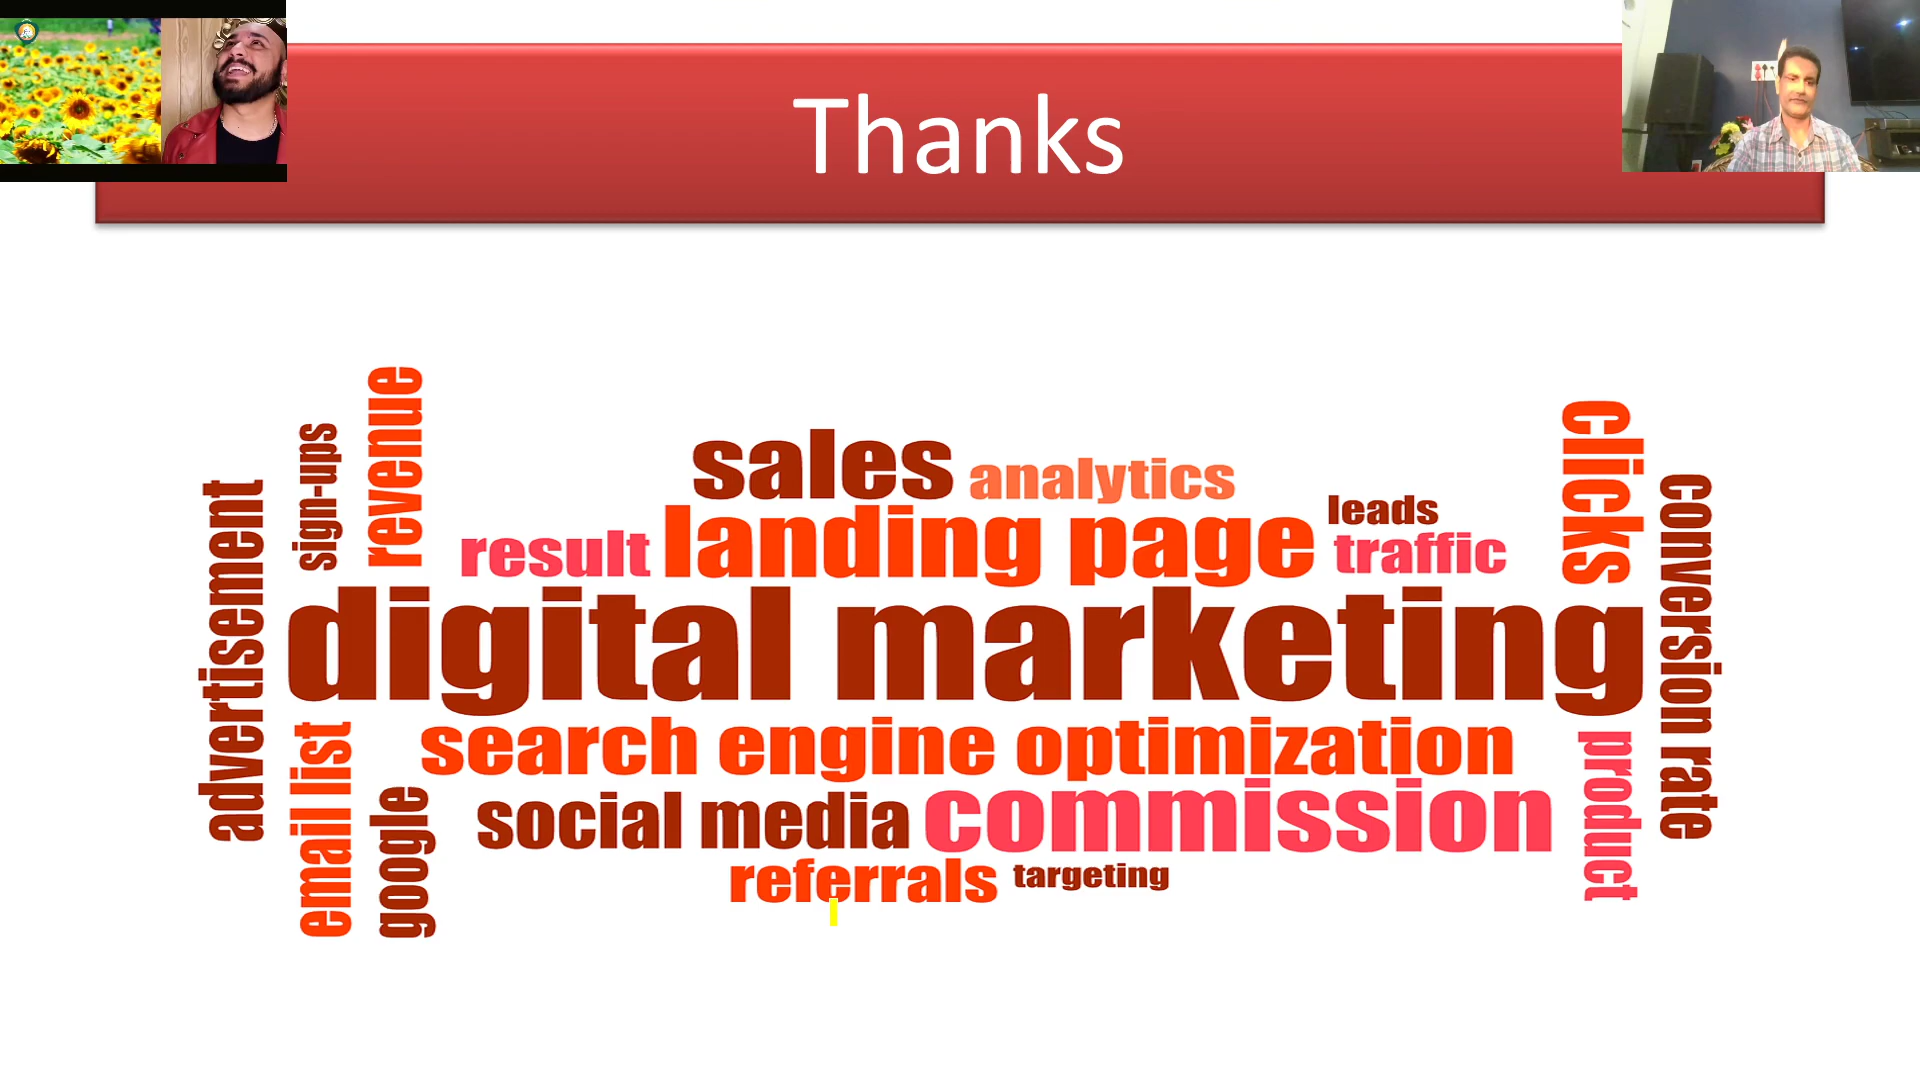 Thanks
revenue
sign-ups
advertisement
sales analytics
leads
result landing page traffic
clicks
conversion rate
digital marketing
search engine optimization
email list
google
social media commission
product
referrals targeting